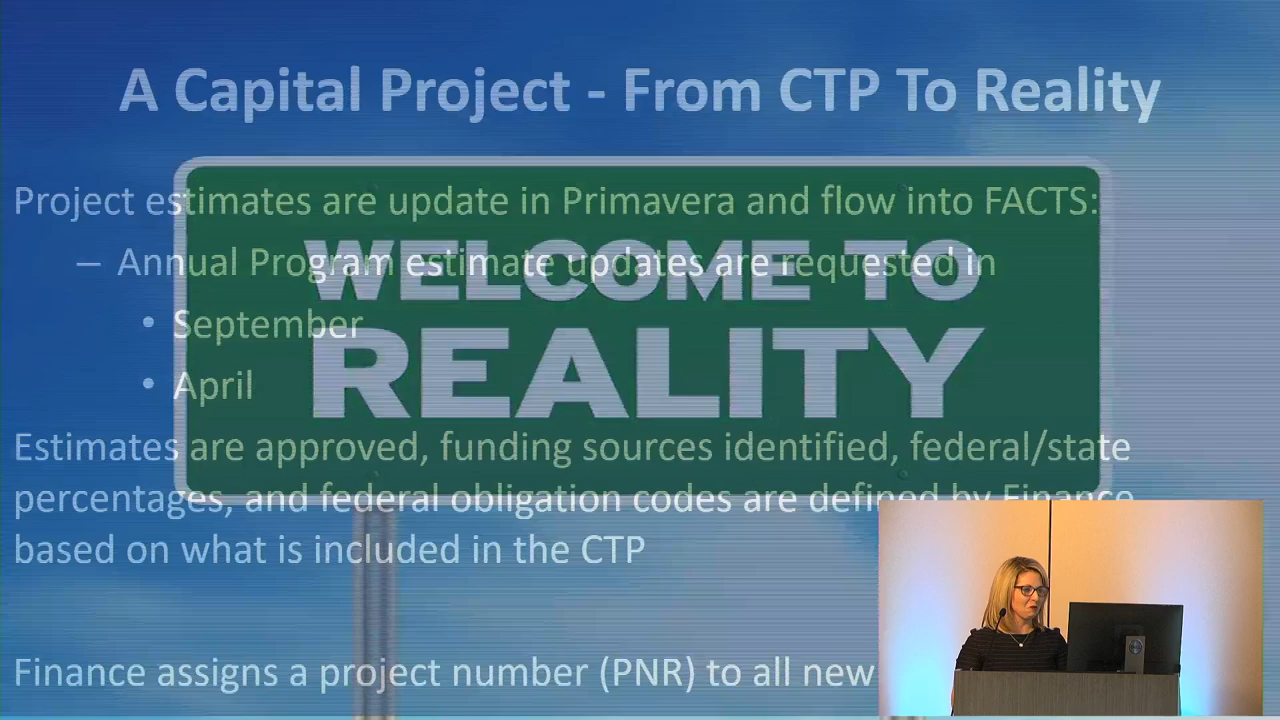 A Capital Project - From CTP To Reality
Project estimates are update in Primavera and flow into FACTS:
WELCOME TO
– Annual Program estimate updates are requested in
• September
REALITY
• April
Estimates are approved, funding sources identified, federal/state
percentages, and federal obligation codes are defined by Finance
based on what is included in the CTP
Finance assigns a project number (PNR) to all new